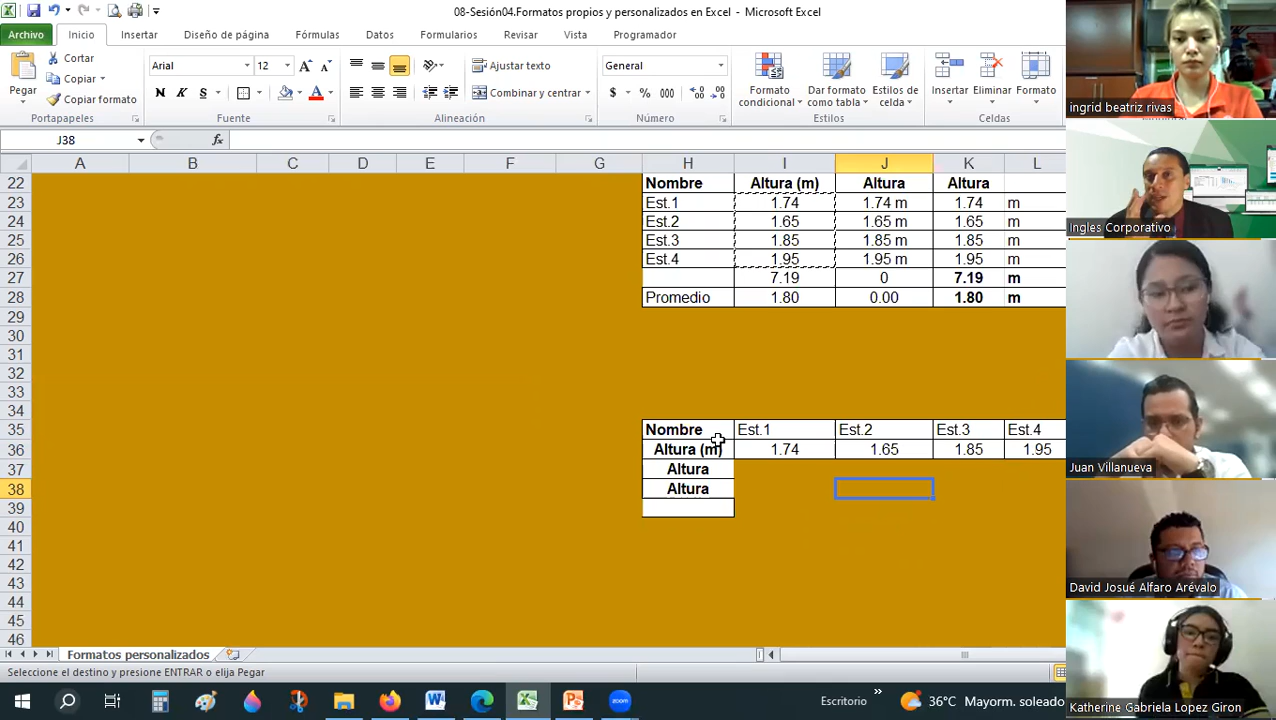 08-Sesión04.Formatos propios y personalizados en Excel - Microsoft Excel
Archivo Inicio Insertar Diseño de página Fórmulas Datos Formularios Revisar Vista Programador
Pegar
Cortar
Copiar
Copiar formato
Portapapeles
Arial 12
N K S
Fuente
Ajustar texto
Combinar y centrar
Alineación
General
$ % 000
Número
Formato condicional
Dar formato como tabla
Estilos de celda
Estilos
Insertar Eliminar Formato
Celdas
J38 fx
A B C D E F G H I J K L
22 Nombre Altura (m) Altura Altura
23 Est.1 1.74 1.74 m 1.74 m
24 Est.2 1.65 1.65 m 1.65 m
25 Est.3 1.85 1.85 m 1.85 m
26 Est.4 1.95 1.95 m 1.95 m
27 7.19 0 7.19 m
28 Promedio 1.80 0.00 1.80 m
29
30
31
32
33
34
35 Nombre Est.1 Est.2 Est.3 Est.4
36 Altura (m) 1.74 1.65 1.85 1.95
37 Altura
38 Altura
39
40
41
42
43
44
45
46
Formatos personalizados
Seleccione el destino y presione ENTRAR o elija Pegar
zoom
Escritorio
36°C Mayorm. soleado
ingrid beatriz rivas
Ingles Corporativo
Juan Villanueva
David Josué Alfaro Arévalo
Katherine Gabriela Lopez Giron